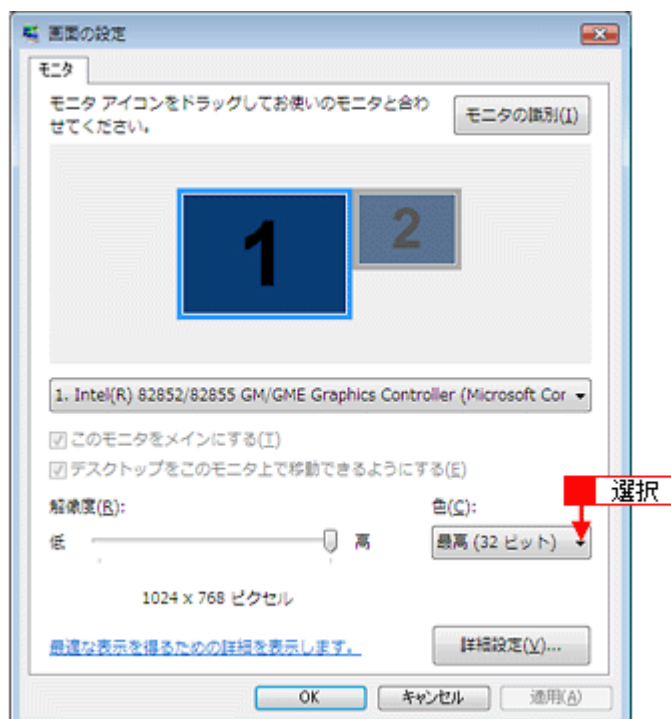 画面の設定
モニタ
モニタ アイコンをドラッグしてお使いのモニタと合わ
せてください。
モニタの識別(I)
1
2
1. Intel(R) 82852/82855 GM/GME Graphics Controller (Microsoft Cor
このモニタをメインにする(T)
デスクトップをこのモニタ上で移動できるようにする(E)
解像度(R):
色(C):
選択
低
高
最高 (32 ビット)
1024 x 768 ピクセル
最適な表示を得るための詳細を表示します。
詳細設定(V)...
OK
キャンセル
適用(A)